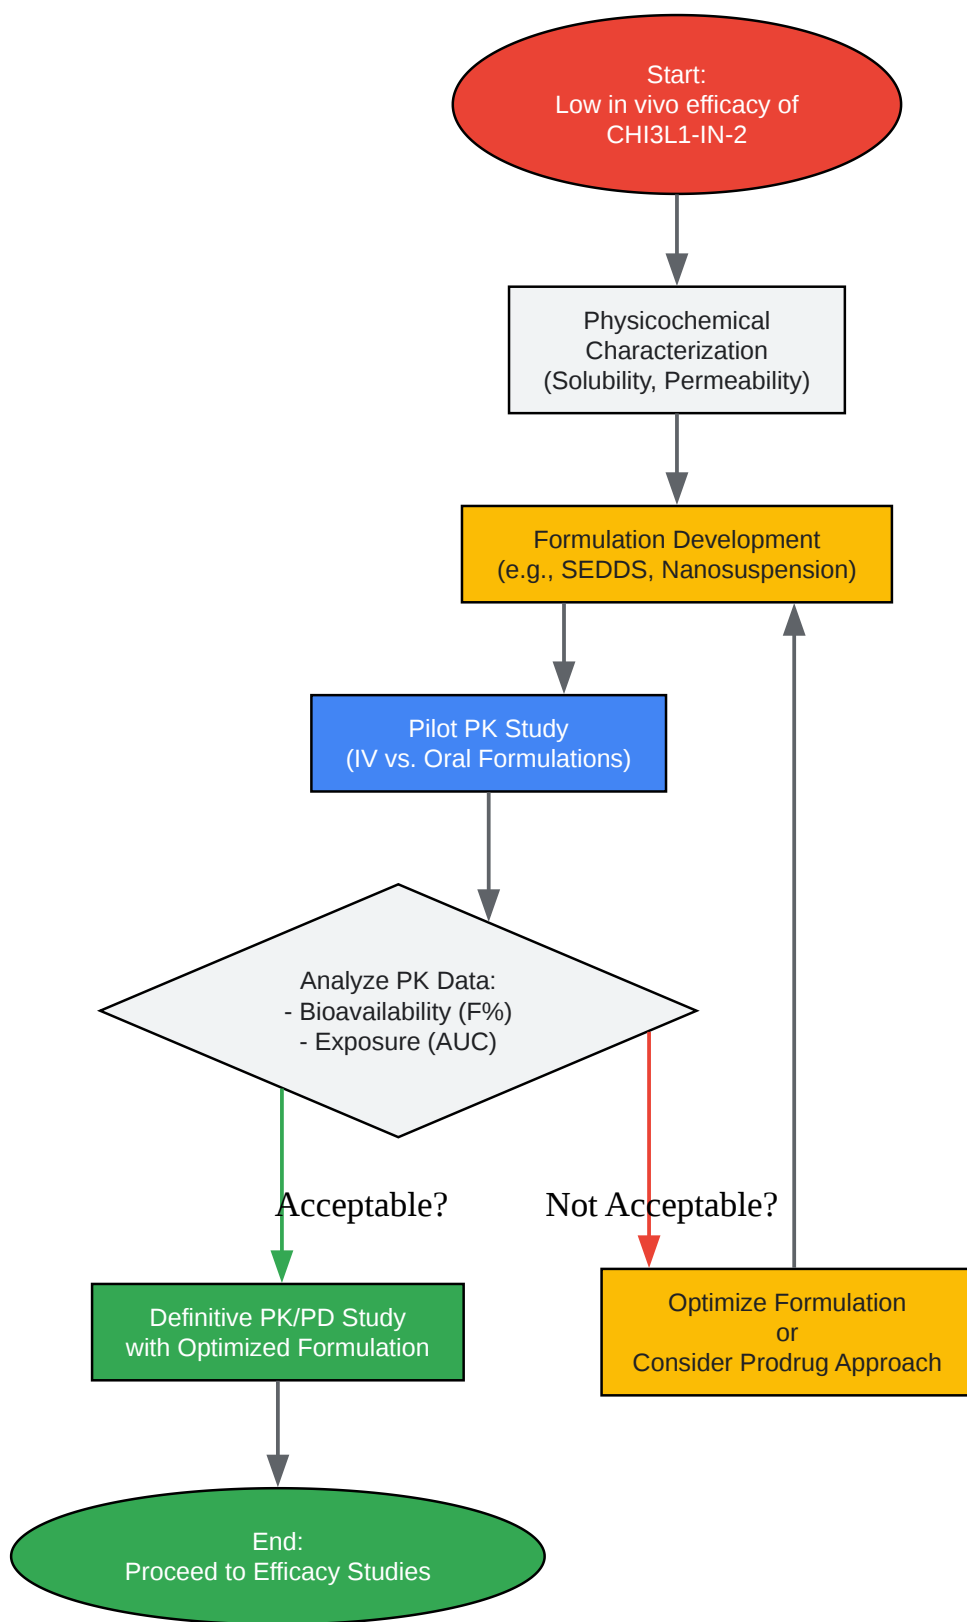 Start:
Low in vivo efficacy of
CHI3L1-IN-2
Physicochemical
Characterization
(Solubility, Permeability)
Formulation Development
(e.g., SEDDS, Nanosuspension)
Pilot PK Study
(IV vs. Oral Formulations)
Analyze PK Data:
- Bioavailability (F%)
- Exposure (AUC)
Acceptable?
Not Acceptable?
Definitive PK/PD Study
with Optimized Formulation
Optimize Formulation
or
Consider Prodrug Approach
End:
Proceed to Efficacy Studies